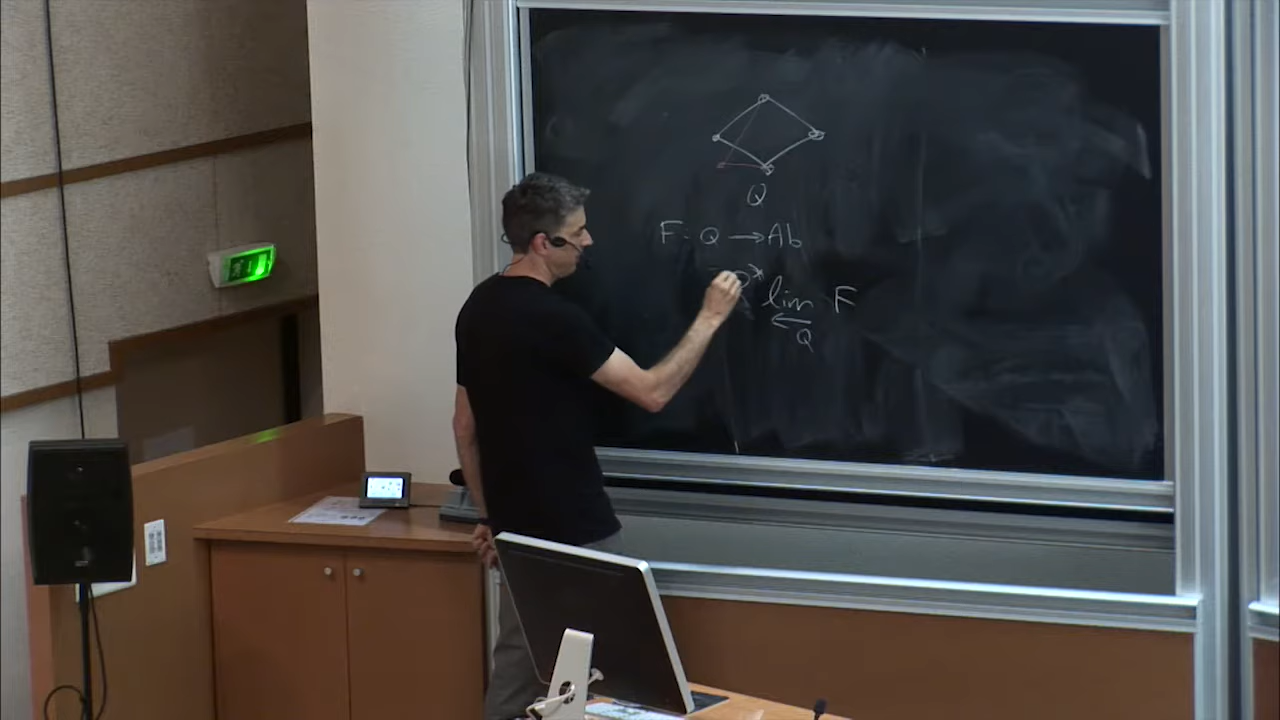 Q
F: Q → Ab
R* lim F
←
Q